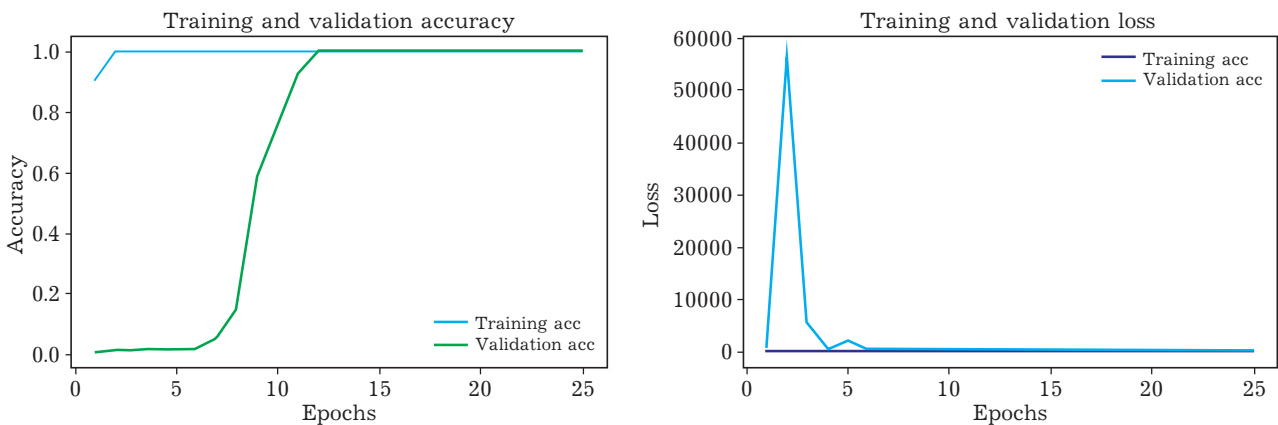 Training and validation accuracy
1.0
0.8
0.6
0.4
0.2
0.0
Accuracy
Training acc
Validation acc
0 5 10 15 20 25
Epochs
Training and validation loss
60000
50000
40000
30000
20000
10000
0
Loss
Training acc
Validation acc
0 5 10 15 20 25
Epochs